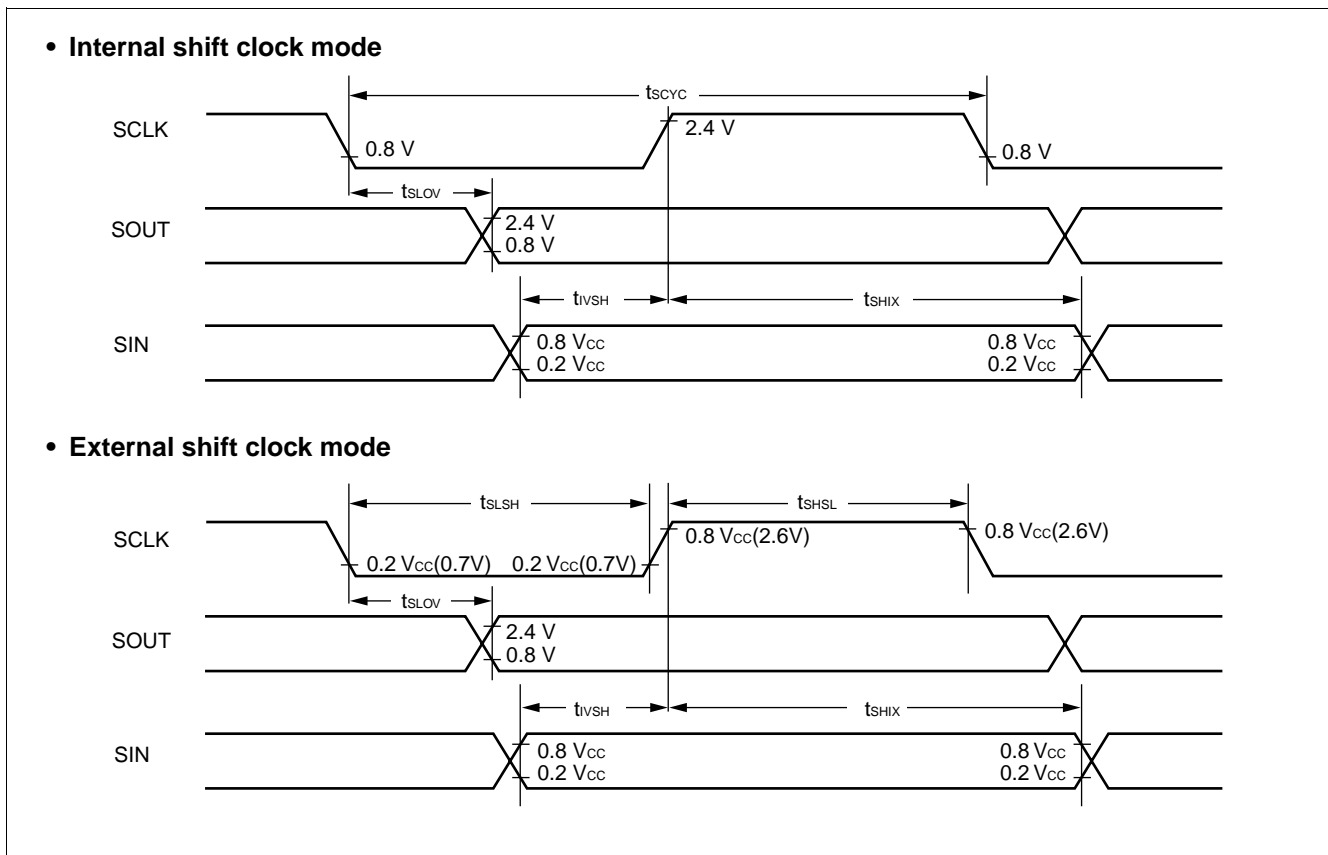 • Internal shift clock mode
tSCYC
SCLK
2.4 V
0.8 V
0.8 V
tSLOV
SOUT
2.4 V
0.8 V
tIVSH
tSHIX
SIN
0.8 VCC
0.8 VCC
0.2 VCC
0.2 VCC
• External shift clock mode
tSLSH
tSHSL
SCLK
0.8 VCC(2.6V)
0.8 VCC(2.6V)
0.2 VCC(0.7V)
0.2 VCC(0.7V)
tSLOV
SOUT
2.4 V
0.8 V
tIVSH
tSHIX
SIN
0.8 VCC
0.8 VCC
0.2 VCC
0.2 VCC